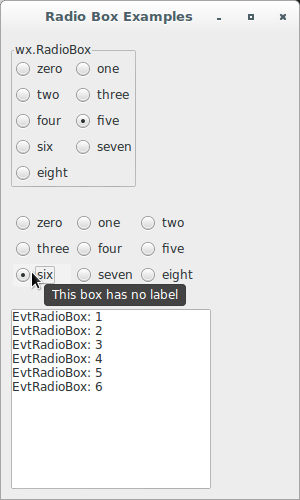 Radio Box Examples
wx.RadioBox
zero one
two three
four five
six seven
eight
zero one two
three four five
six seven eight
This box has no label
EvtRadioBox: 1
EvtRadioBox: 2
EvtRadioBox: 3
EvtRadioBox: 4
EvtRadioBox: 5
EvtRadioBox: 6